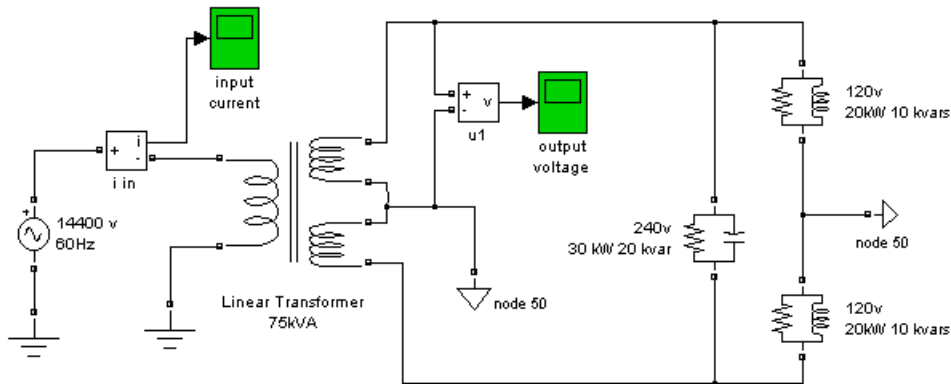 input
current
+
i
-
i in
+
14400 v
60Hz
Linear Transformer
75kVA
+
-
v
u1
output
voltage
node 50
240v
30 kW 20 kvar
120v
20kW 10 kvars
node 50
120v
20kW 10 kvars